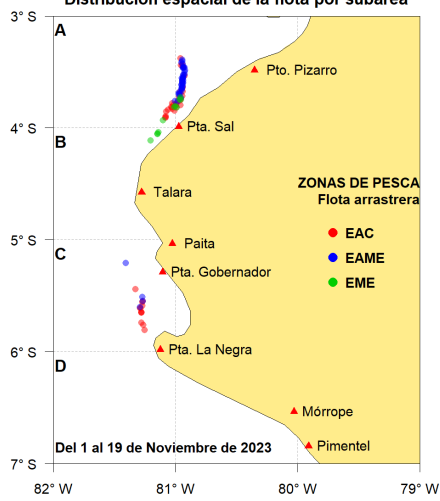 Distribución espacial de la flota por subárea
3° S
A
Pto. Pizarro
4° S
Pta. Sal
B
ZONAS DE PESCA
Talara
Flota arrastrera
EAC
5° S
Paita
C
EAME
Pta. Gobernador
EME
6° S
Pta. La Negra
D
Mórrope
Del 1 al 19 de Noviembre de 2023
Pimentel
7° S
82° W
81° W
80° W
79° W